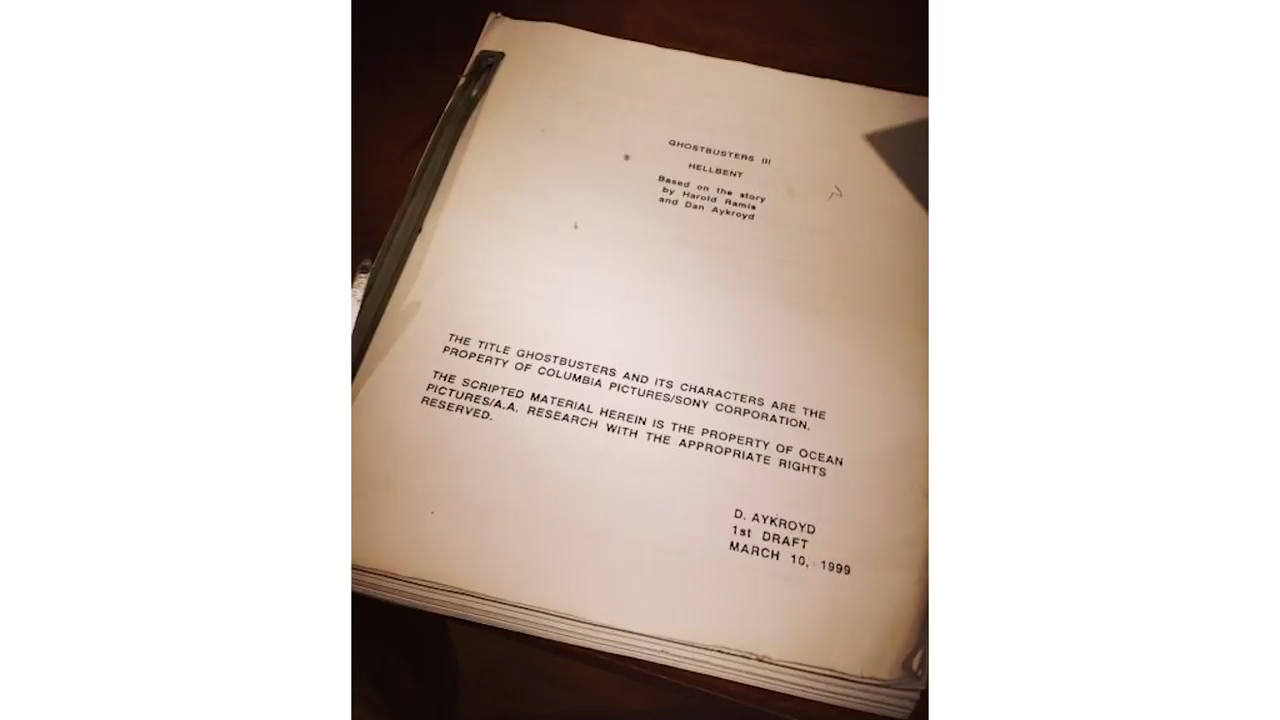 GHOSTBUSTERS III
HELLBENT
Based on the story
by Harold Ramis
and Dan Aykroyd
THE TITLE GHOSTBUSTERS AND ITS CHARACTERS ARE THE
PROPERTY OF COLUMBIA PICTURES/SONY CORPORATION.
THE SCRIPTED MATERIAL HEREIN IS THE PROPERTY OF OCEAN
PICTURES/A.A. RESEARCH WITH THE APPROPRIATE RIGHTS
RESERVED.
D. AYKROYD
1st DRAFT
MARCH 10, 1999